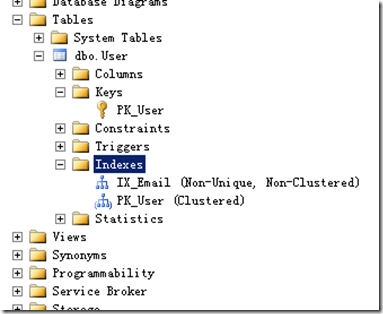 Database Diagrams
Tables
System Tables
dbo.User
Columns
Keys
PK_User
Constraints
Triggers
Indexes
IX_Email (Non-Unique, Non-Clustered)
PK_User (Clustered)
Statistics
Views
Synonyms
Programmability
Service Broker
Storage